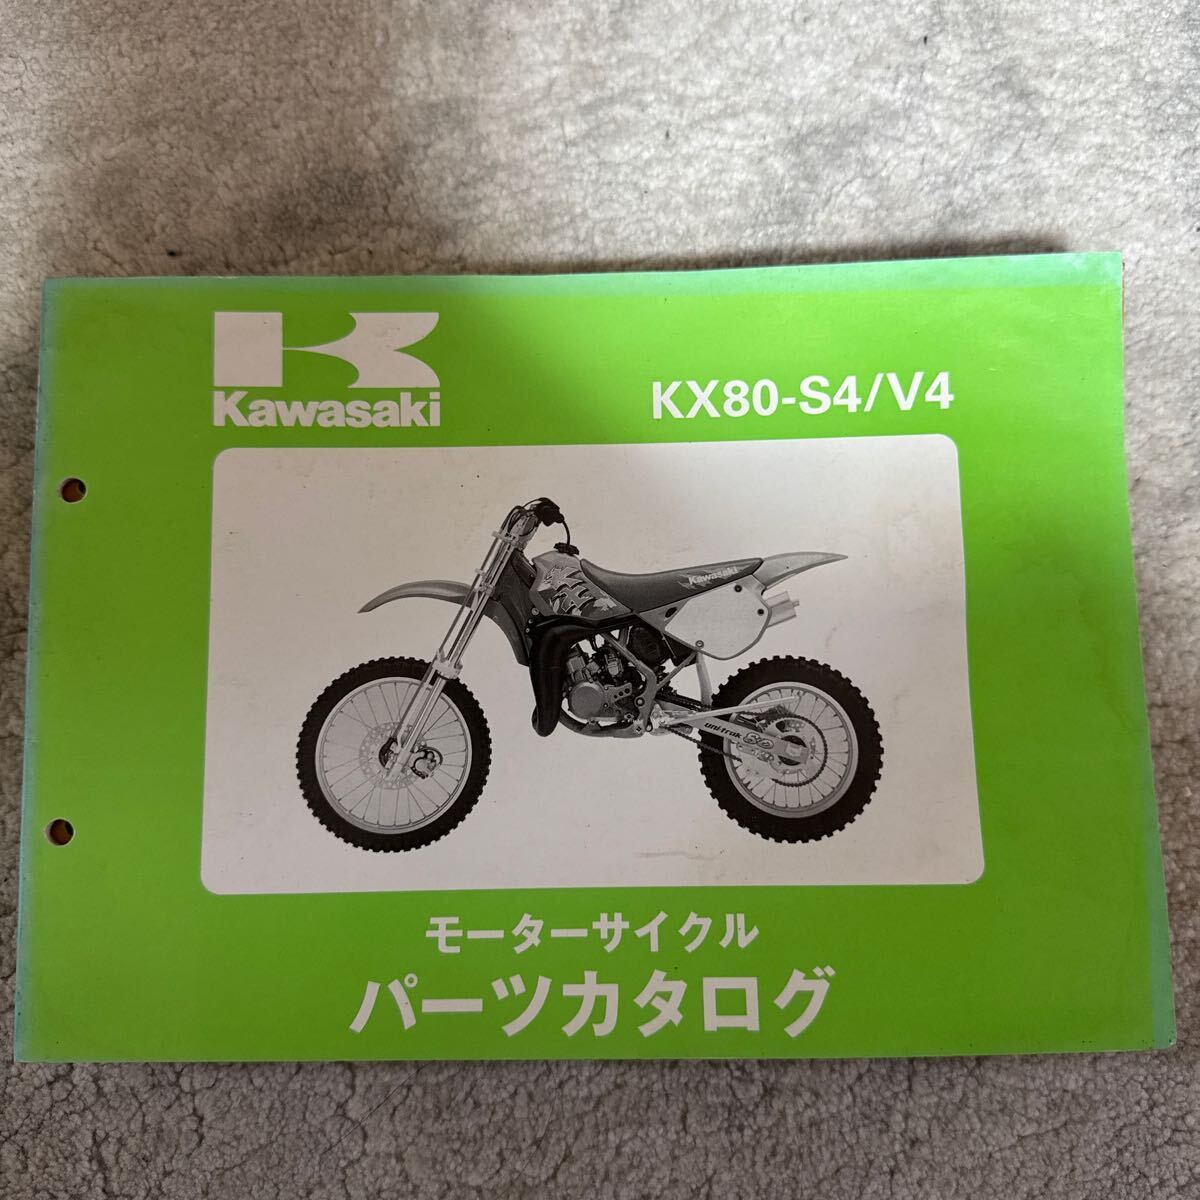 Kawasaki
KX80-S4/V4
Kawasaki
uni trak
モーターサイクル
パーツカタログ